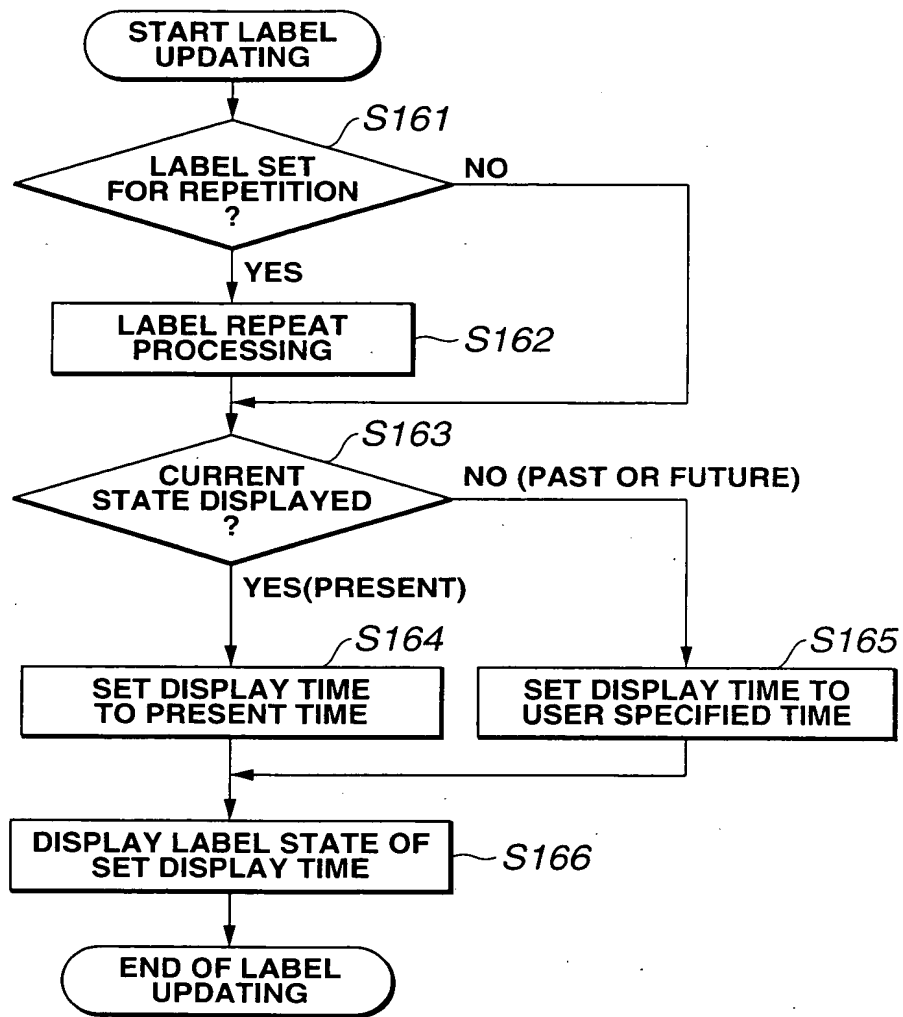 START LABEL
UPDATING
S161
LABEL SET
FOR REPETITION
?
NO
YES
LABEL REPEAT
PROCESSING
S162
S163
CURRENT
STATE DISPLAYED
?
NO (PAST OR FUTURE)
YES(PRESENT)
S164
S165
SET DISPLAY TIME
TO PRESENT TIME
SET DISPLAY TIME TO
USER SPECIFIED TIME
DISPLAY LABEL STATE OF
SET DISPLAY TIME
S166
END OF LABEL
UPDATING